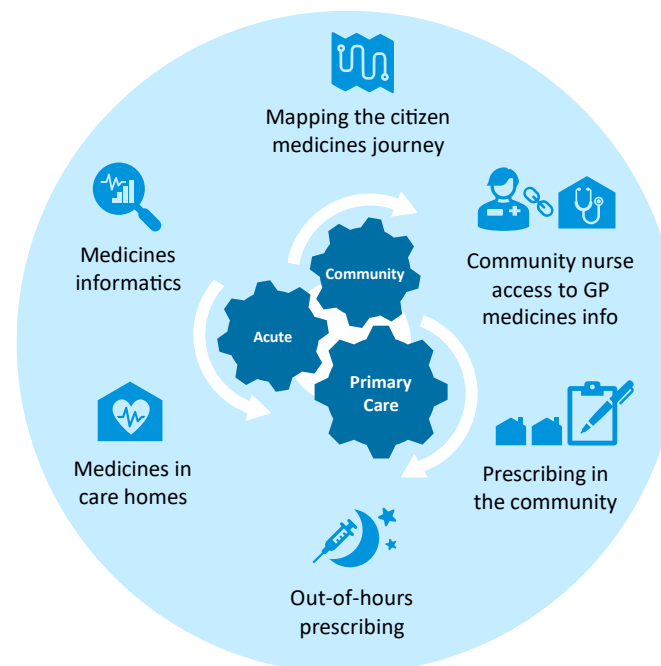 Mapping the citizen
medicines journey
Medicines
informatics
Community nurse
access to GP
medicines info
Community
Acute
Primary
Care
Medicines in
care homes
Prescribing in
the community
Out-of-hours
prescribing